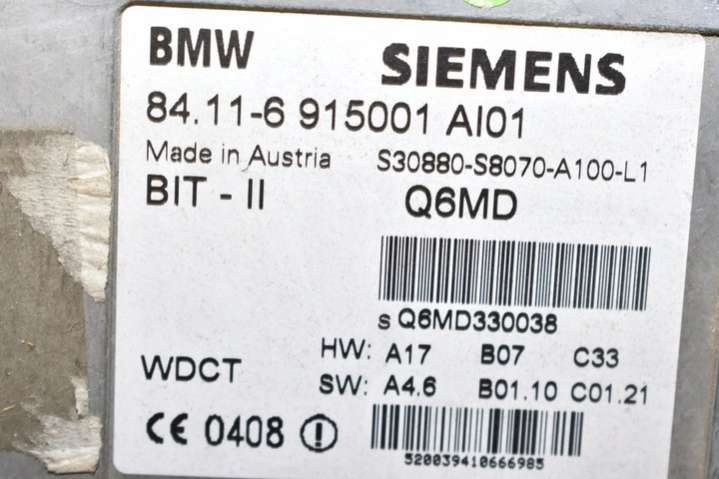 BMW SIEMENS
84.11-6 915001 AI01
Made in Austria S30880-S8070-A100-L1
BIT - II Q6MD
s Q6MD330038
HW: A17 B07 C33
WDCT
SW: A4.6 B01.10 C01.21
CE 0408
520039410666985